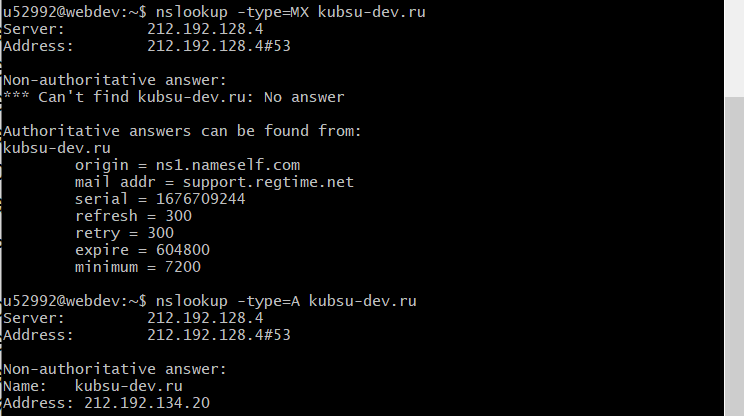 u52992@webdev:~$ nslookup -type=MX kubsu-dev.ru
Server:         212.192.128.4
Address:        212.192.128.4#53

Non-authoritative answer:
*** Can't find kubsu-dev.ru: No answer

Authoritative answers can be found from:
kubsu-dev.ru
        origin = ns1.nameself.com
        mail addr = support.regtime.net
        serial = 1676709244
        refresh = 300
        retry = 300
        expire = 604800
        minimum = 7200

u52992@webdev:~$ nslookup -type=A kubsu-dev.ru
Server:         212.192.128.4
Address:        212.192.128.4#53

Non-authoritative answer:
Name:   kubsu-dev.ru
Address: 212.192.134.20